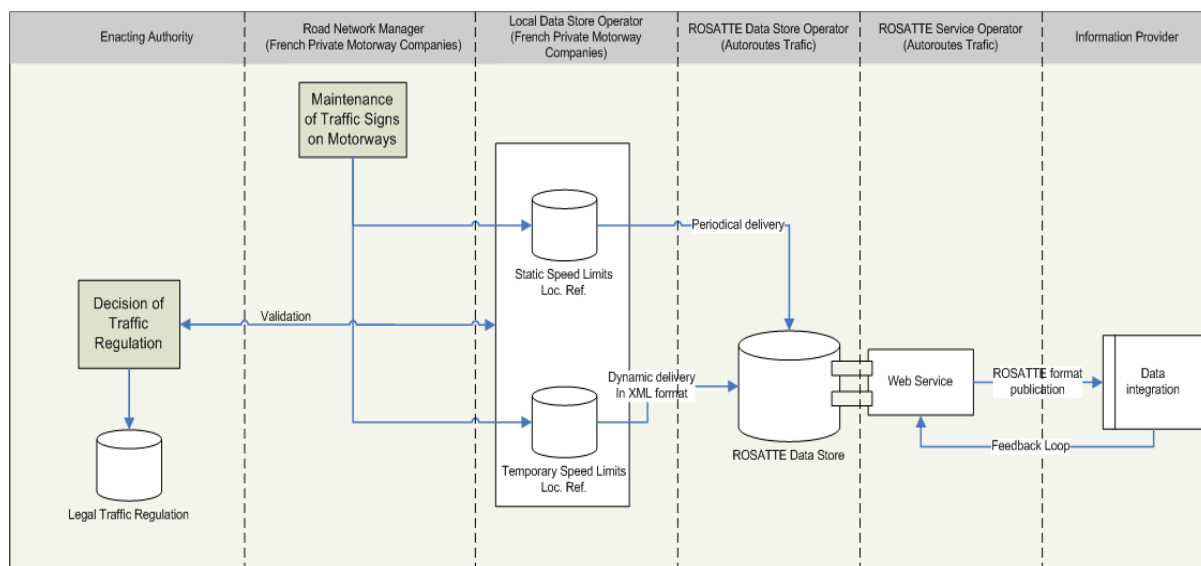 Enacting Authority
Road Network Manager
(French Private Motorway Companies)
Local Data Store Operator
(French Private Motorway
Companies)
ROSATTE Data Store Operator
(Autoroutes Trafic)
ROSATTE Service Operator
(Autoroutes Trafic)
Information Provider
Maintenance
of Traffic Signs
on Motorways
Periodical delivery
Static Speed Limits
Loc. Ref.
Decision of
Traffic
Regulation
Validation
Dynamic delivery
In XML format
Web Service
ROSATTE format
publication
Data
integration
Feedback Loop
ROSATTE Data Store
Temporary Speed Limits
Loc. Ref.
Legal Traffic Regulation